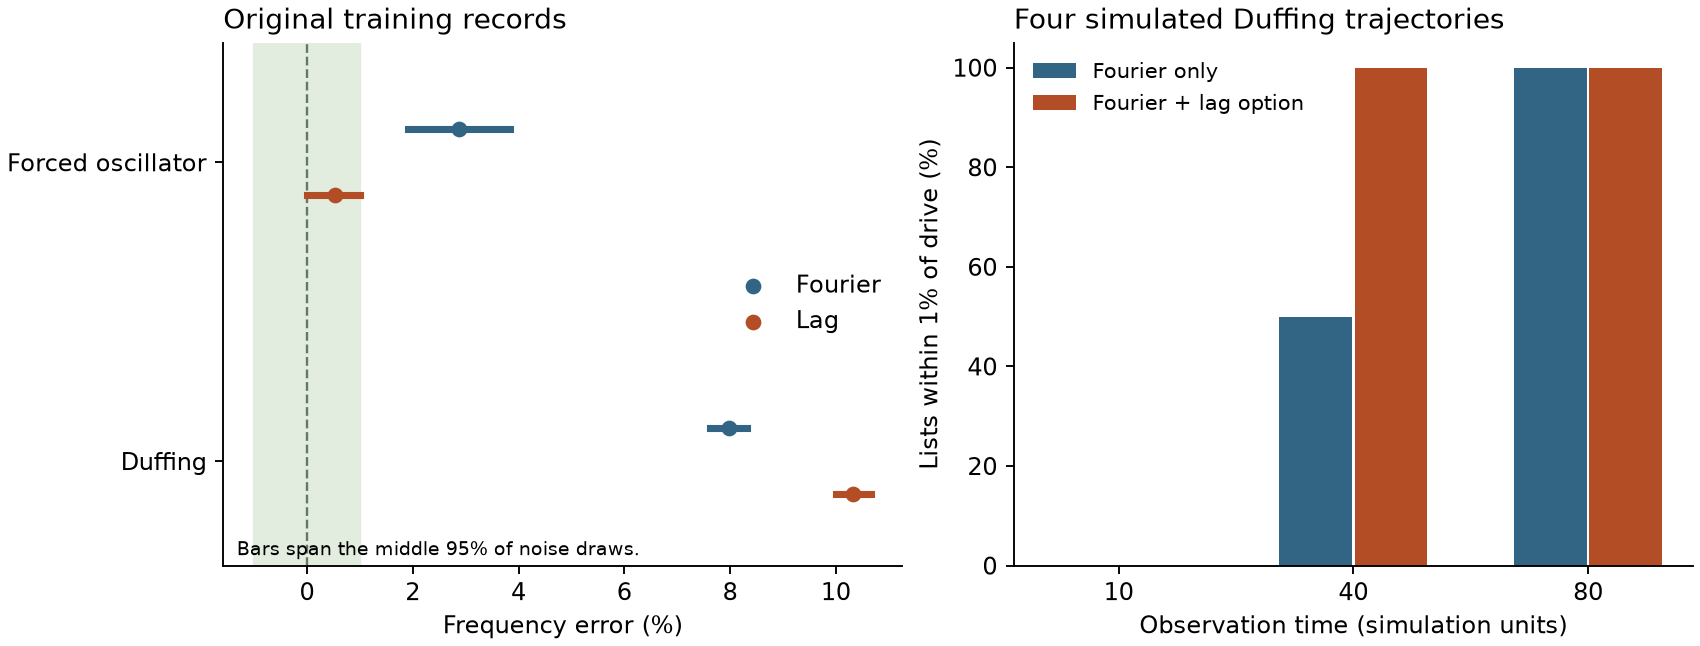 Original training records
Forced oscillator
Duffing
Fourier
Lag
Bars span the middle 95% of noise draws.
0 2 4 6 8 10
Frequency error (%)
Four simulated Duffing trajectories
Lists within 1% of drive (%)
100
80
60
40
20
0
Fourier only
Fourier + lag option
10 40 80
Observation time (simulation units)